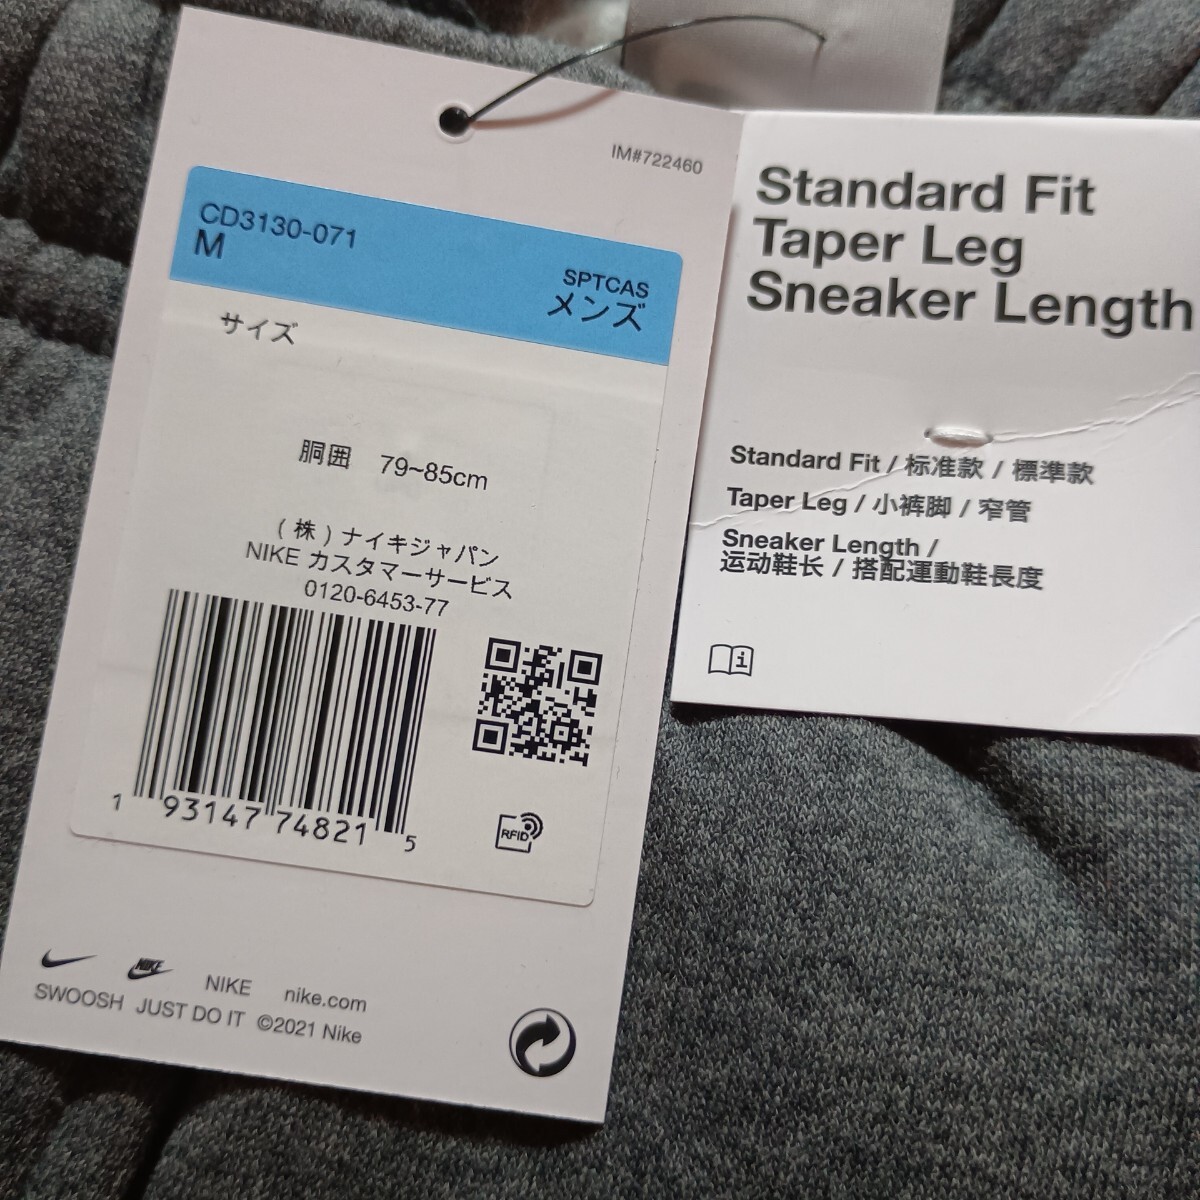 IM#722460
CD3130-071
M
SPTCAS
メンズ
サイズ
胴囲 79~85cm
(株)ナイキジャパン
NIKE カスタマーサービス
0120-6453-77
1 93147 74821 5
RFID
NIKE
NIKE nike.com
SWOOSH JUST DO IT ©2021 Nike
Standard Fit
Taper Leg
Sneaker Length
Standard Fit / 标准款 / 標準款
Taper Leg / 小裤脚 / 窄管
Sneaker Length /
运动鞋长 / 搭配運動鞋長度
i